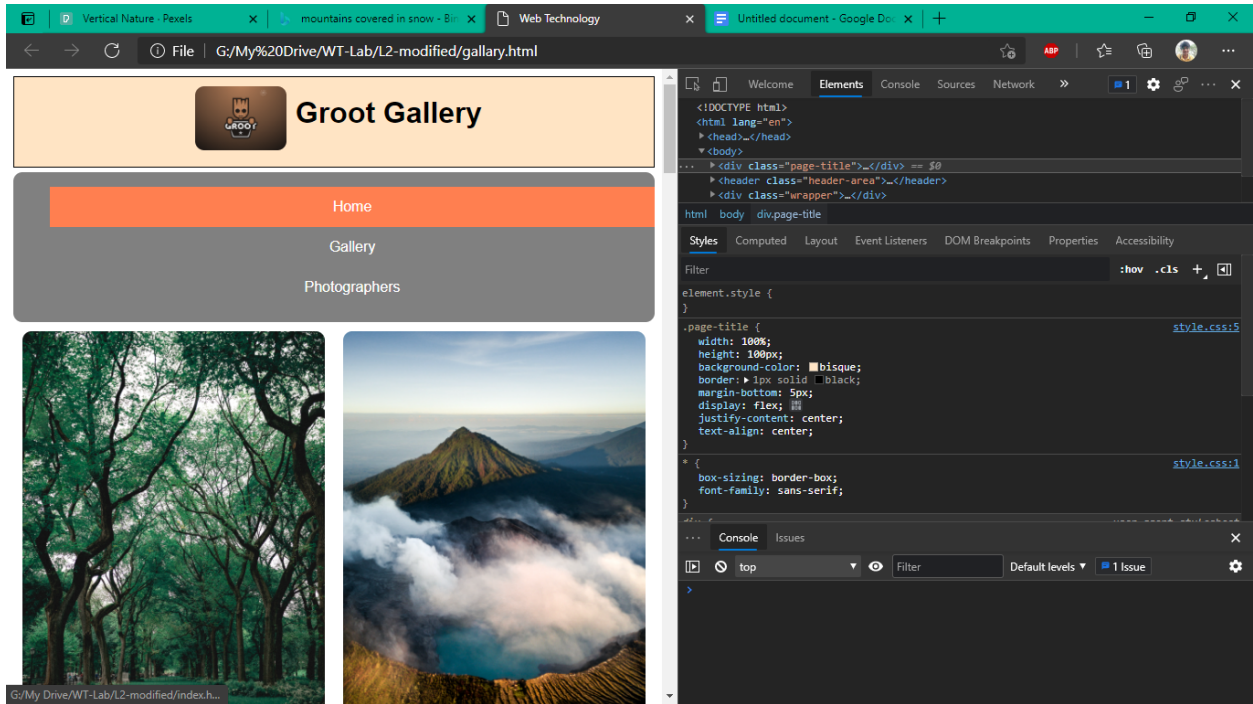 Vertical Nature - Pexels
mountains covered in snow - Bin
Web Technology
Untitled document - Google Doc
File
G:/My%20Drive/WT-Lab/L2-modified/gallary.html
ABP
GROOT
Groot Gallery
Home
Gallery
Photographers
G:/My Drive/WT-Lab/L2-modified/index.h...
Welcome Elements Console Sources Network » 1
<!DOCTYPE html>
<html lang="en">
<head>…</head>
<body>
... <div class="page-title">…</div> == $0
<header class="header-area">…</header>
<div class="wrapper">…</div>
html body div.page-title
Styles Computed Layout Event Listeners DOM Breakpoints Properties Accessibility
Filter :hov .cls +
element.style {
}
.page-title { style.css:5
width: 100%;
height: 100px;
background-color: bisque;
border: 1px solid black;
margin-bottom: 5px;
display: flex;
justify-content: center;
text-align: center;
}
* { style.css:1
box-sizing: border-box;
font-family: sans-serif;
}
... Console Issues
top Filter Default levels 1 Issue